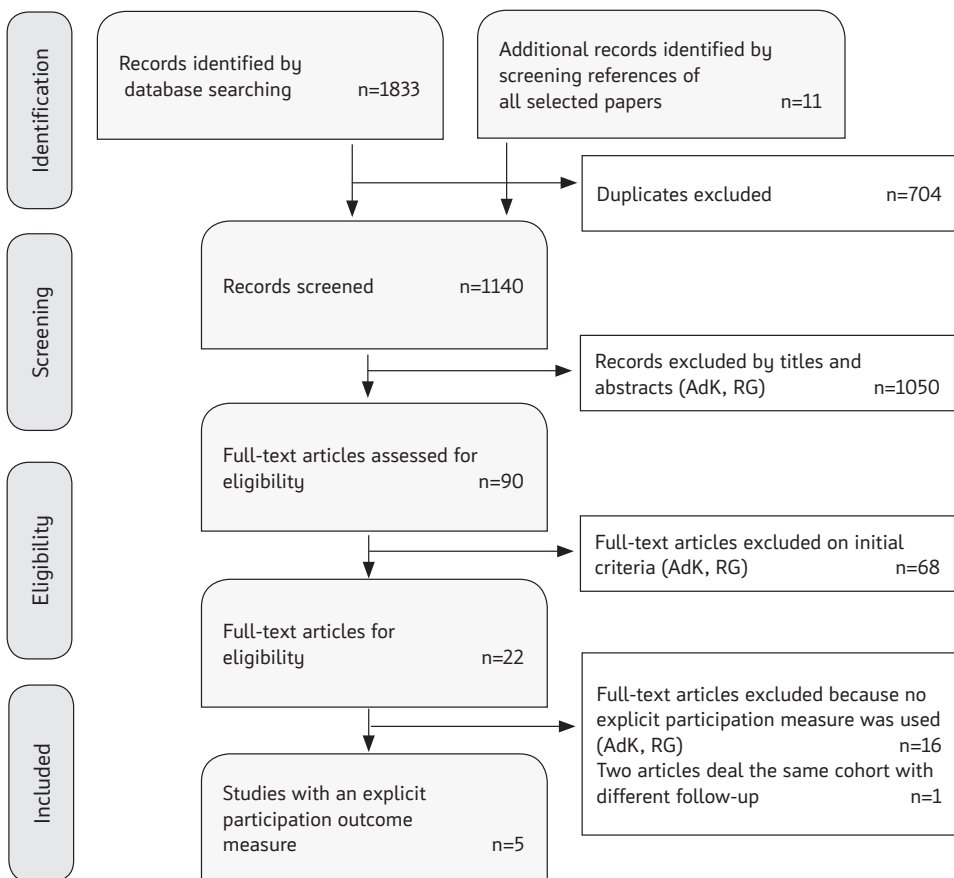 Identification
Records identified by
database searching n=1833
Additional records identified by
screening references of
all selected papers n=11
Duplicates excluded n=704
Screening
Records screened n=1140
Records excluded by titles and
abstracts (AdK, RG) n=1050
Full-text articles assessed for
eligibility n=90
Eligibility
Full-text articles excluded on initial
criteria (AdK, RG) n=68
Full-text articles for
eligibility n=22
Included
Full-text articles excluded because no
explicit participation measure was used
(AdK, RG) n=16
Two articles deal the same cohort with
different follow-up n=1
Studies with an explicit
participation outcome
measure n=5